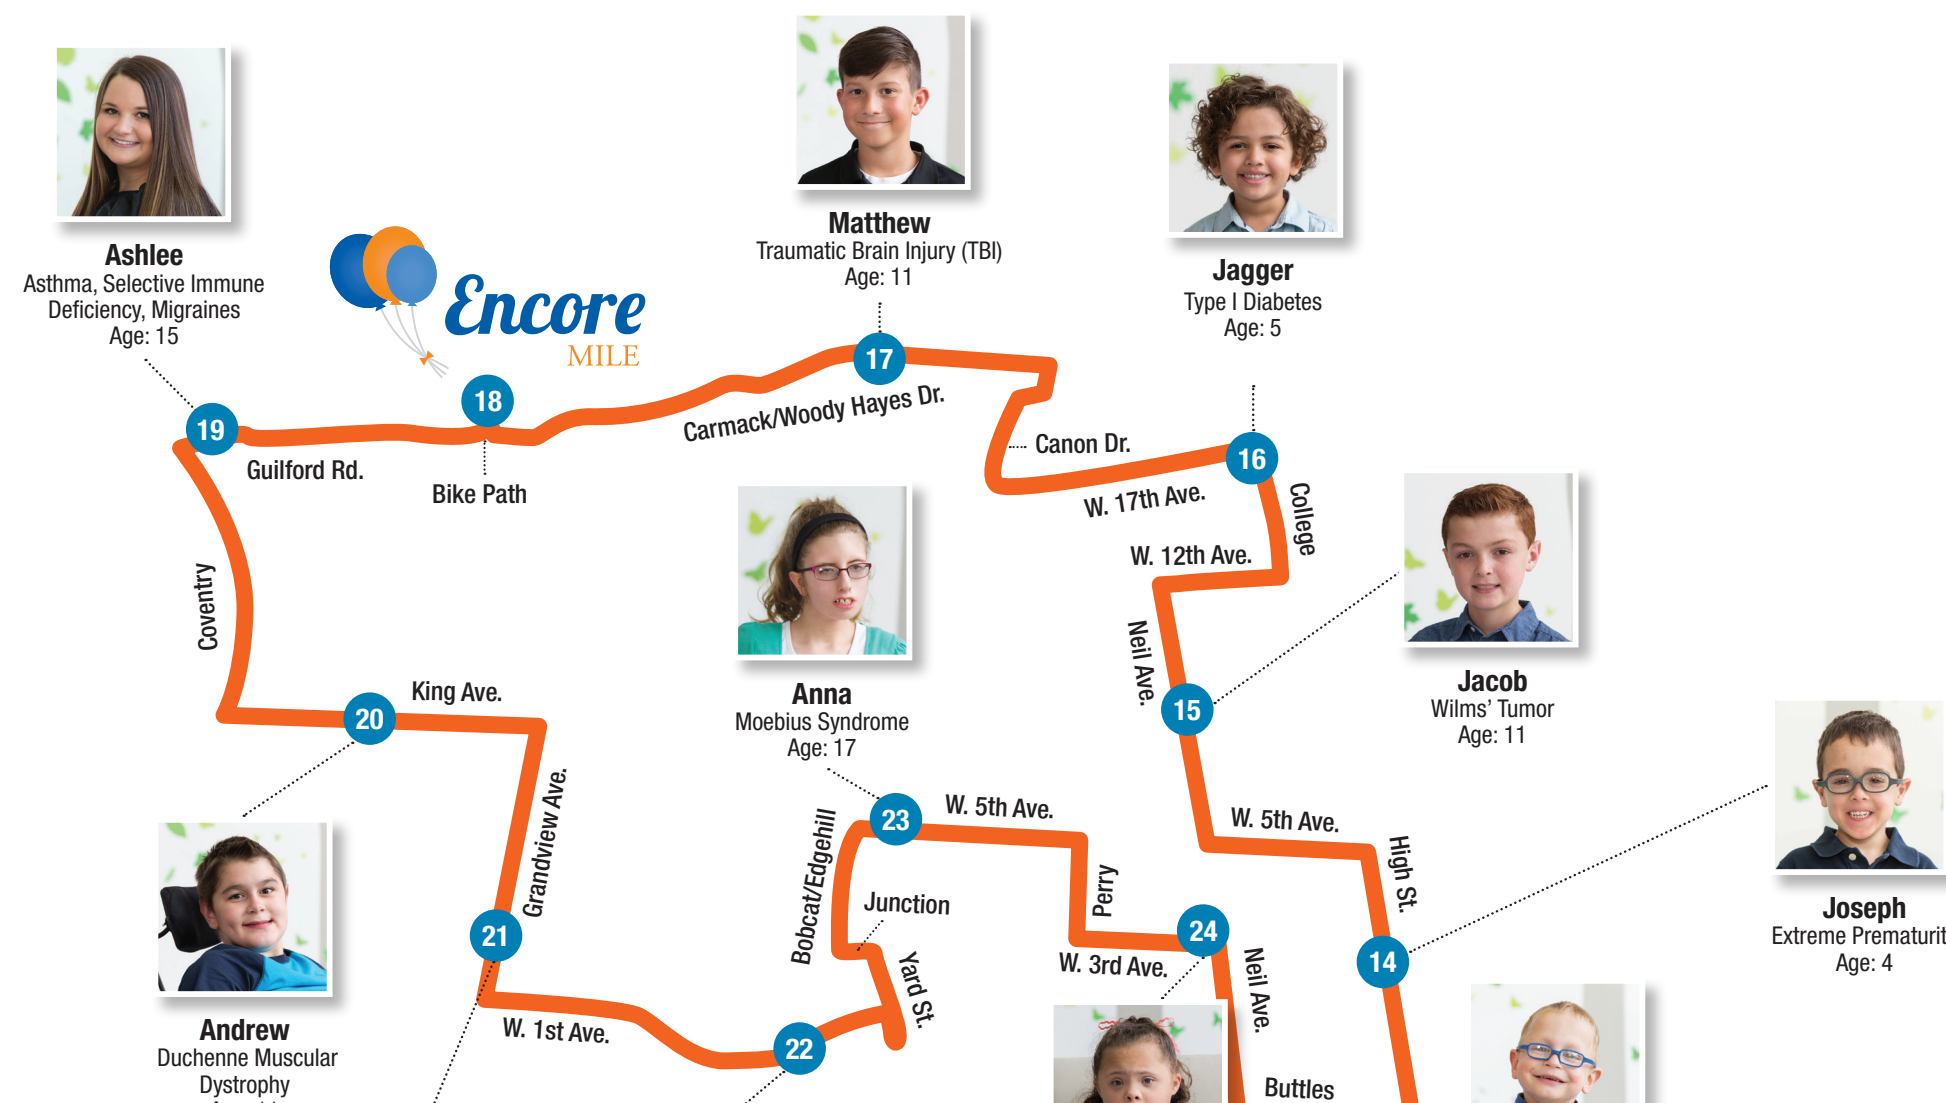 Ashlee
Asthma, Selective Immune
Deficiency, Migraines
Age: 15
Encore
MILE
Matthew
Traumatic Brain Injury (TBI)
Age: 11
Jagger
Type I Diabetes
Age: 5
17
18
19
16
Carmack/Woody Hayes Dr.
Canon Dr.
Guilford Rd.
Bike Path
W. 17th Ave.
College
W. 12th Ave.
Coventry
Neil Ave.
15
Jacob
Wilms’ Tumor
Age: 11
King Ave.
20
Anna
Moebius Syndrome
Age: 17
Grandview Ave.
23
W. 5th Ave.
W. 5th Ave.
High St.
Bobcat/Edgehill
Junction
Perry
Yard St.
21
24
14
W. 3rd Ave.
Neil Ave.
Joseph
Extreme Prematurit
Age: 4
W. 1st Ave.
22
Andrew
Duchenne Muscular
Dystrophy
Buttles